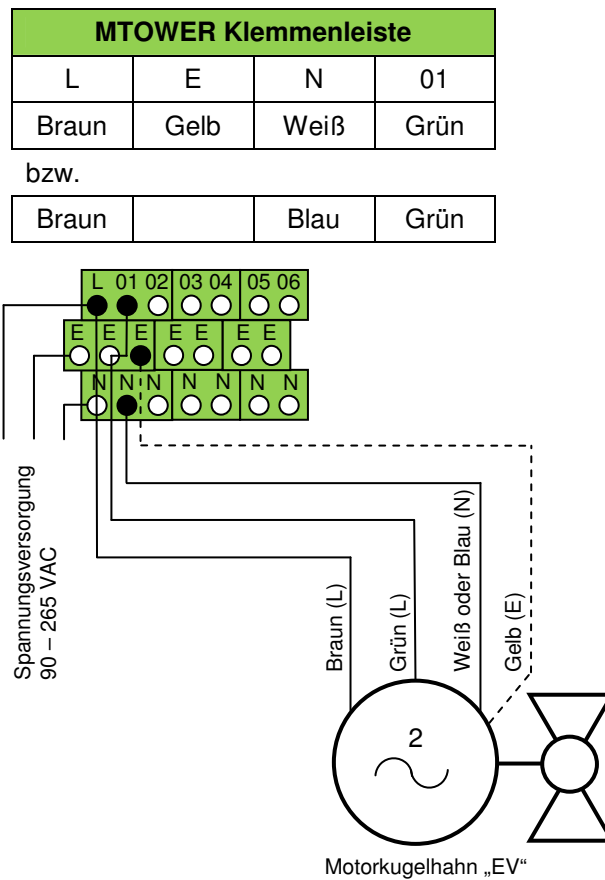 MTOWER Klemmenleiste
L E N 01
Braun Gelb Weiß Grün
bzw.
Braun Blau Grün
L 01 02 03 04 05 06
E E E E E E E
N N N N N N N
Spannungsversorgung
90 – 265 VAC
Braun (L)
Grün (L)
Weiß oder Blau (N)
Gelb (E)
2
Motorkugelhahn „EV“